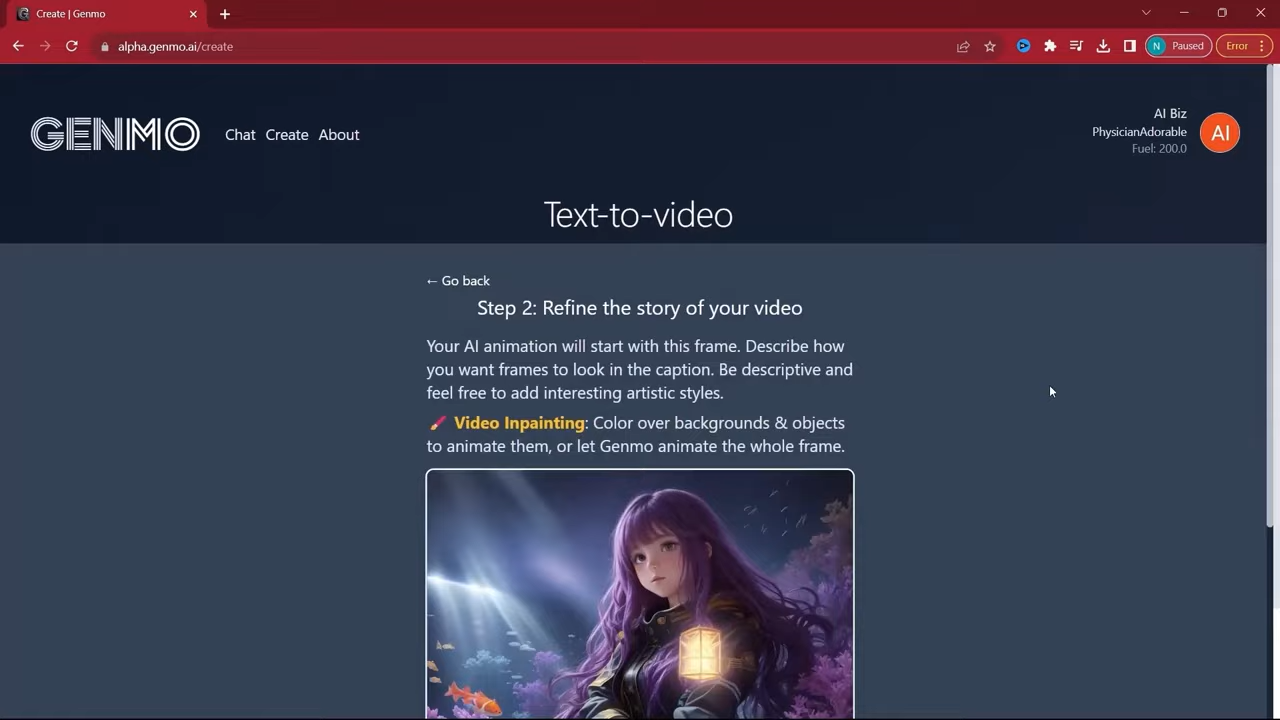 Create | Genmo
alpha.genmo.ai/create
N Paused
Error
GENMO
Chat Create About
AI Biz
PhysicianAdorable
Fuel: 200.0
AI
Text-to-video
← Go back
Step 2: Refine the story of your video
Your AI animation will start with this frame. Describe how
you want frames to look in the caption. Be descriptive and
feel free to add interesting artistic styles.
Video Inpainting: Color over backgrounds & objects
to animate them, or let Genmo animate the whole frame.